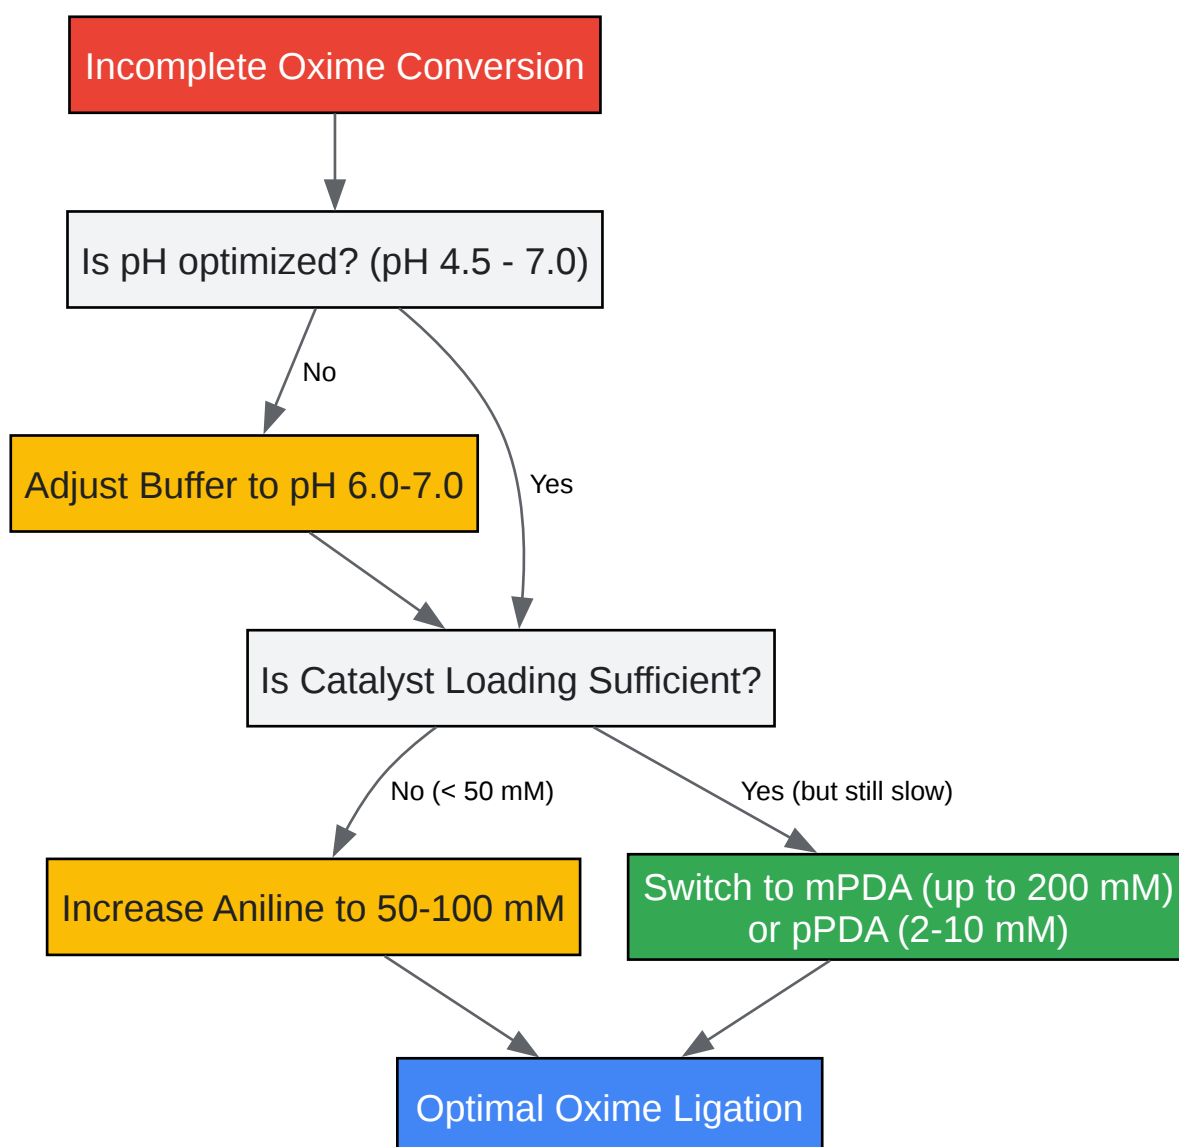 Incomplete Oxime Conversion
Is pH optimized? (pH 4.5 - 7.0)
No
Adjust Buffer to pH 6.0-7.0
Yes
Is Catalyst Loading Sufficient?
No (< 50 mM)
Yes (but still slow)
Increase Aniline to 50-100 mM
Switch to mPDA (up to 200 mM)
or pPDA (2-10 mM)
Optimal Oxime Ligation